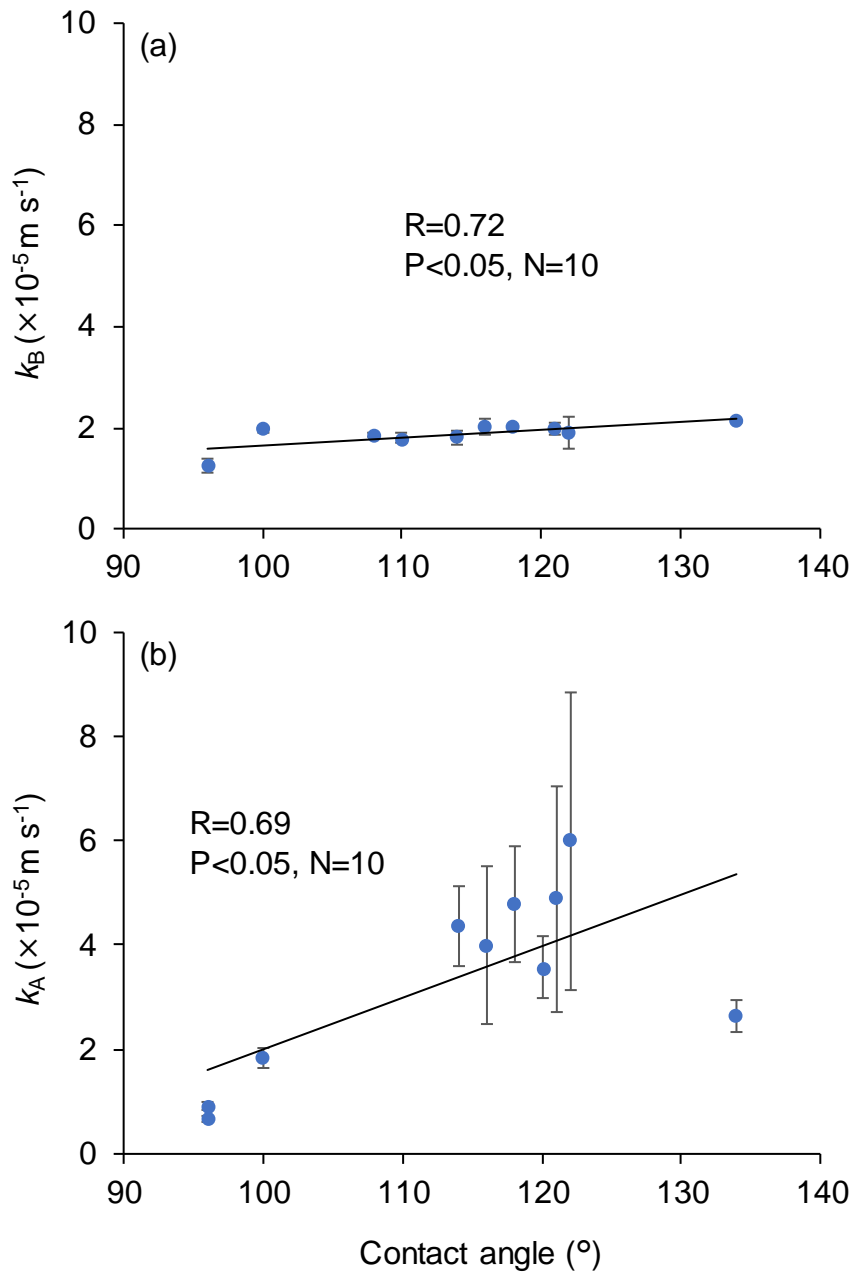 (a)
10
8
6
4
2
0
k_B (×10⁻⁵ m s⁻¹)
R=0.72
P<0.05, N=10
90 100 110 120 130 140
(b)
10
8
6
4
2
0
k_A (×10⁻⁵ m s⁻¹)
R=0.69
P<0.05, N=10
90 100 110 120 130 140
Contact angle (°)